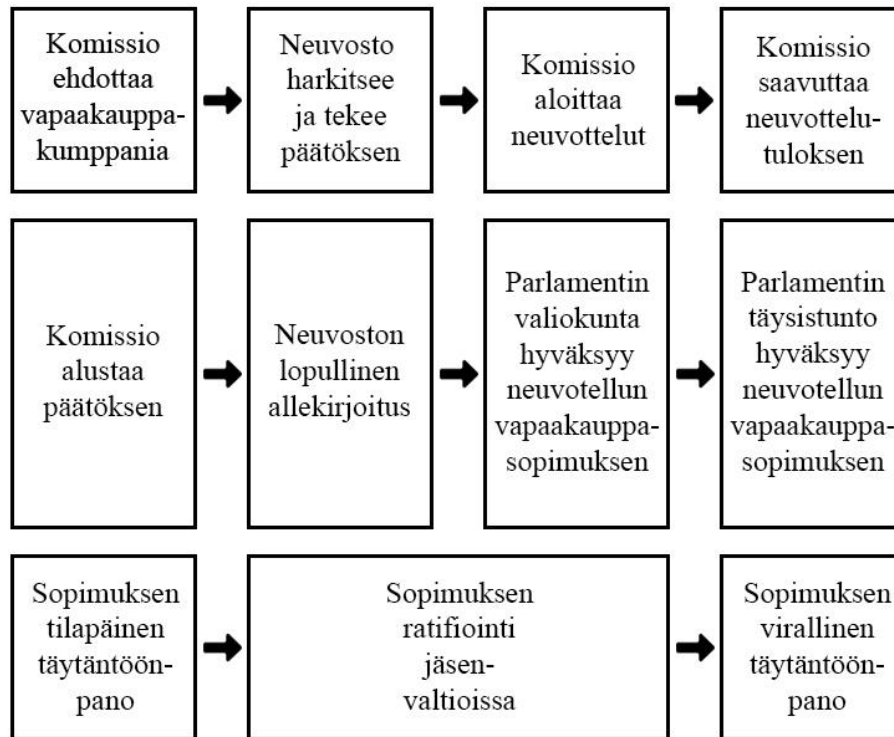 Komissio
ehdottaa
vapaakauppa-
kumppania
Neuvosto
harkitsee
ja tekee
päätöksen
Komissio
aloittaa
neuvottelut
Komissio
saavuttaa
neuvottelu-
tuloksen
Komissio
alustaa
päätöksen
Neuvoston
lopullinen
allekirjoitus
Parlamentin
valiokunta
hyväksyy
neuvotellun
vapaakauppa-
sopimuksen
Parlamentin
täysistunto
hyväksyy
neuvotellun
vapaakauppa-
sopimuksen
Sopimuksen
tilapäinen
täytäntöön-
pano
Sopimuksen
ratifiointi
jäsen-
valtioissa
Sopimuksen
virallinen
täytäntöön-
pano